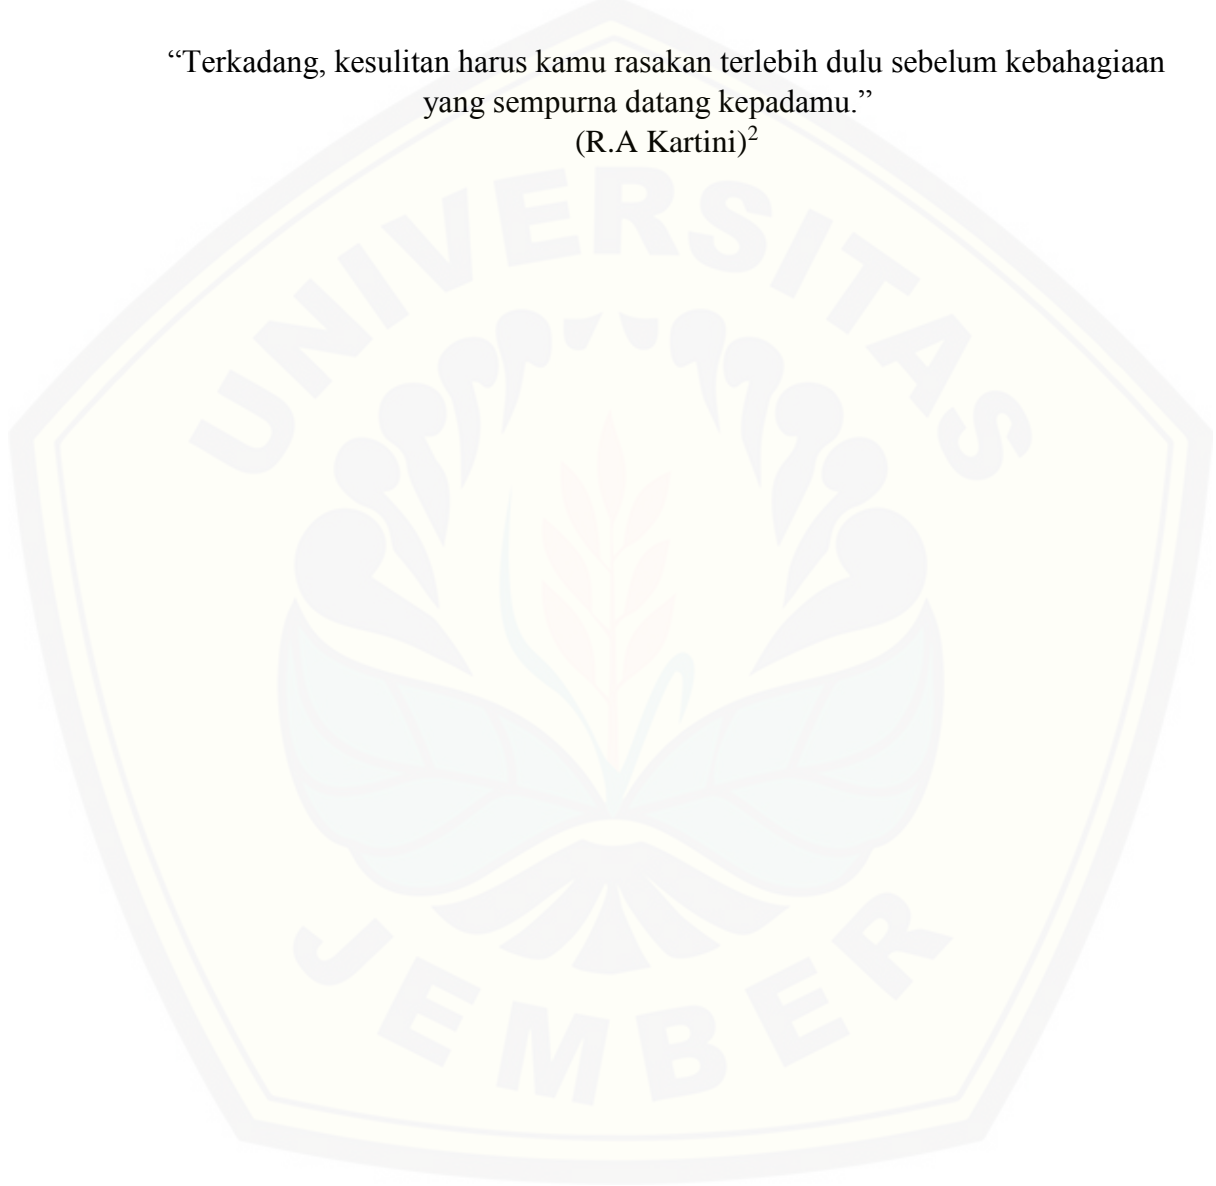 “Terkadang, kesulitan harus kamu rasakan terlebih dulu sebelum kebahagiaan
yang sempurna datang kepadamu.”
(R.A Kartini)²
UNIVERSITAS
JEMBER